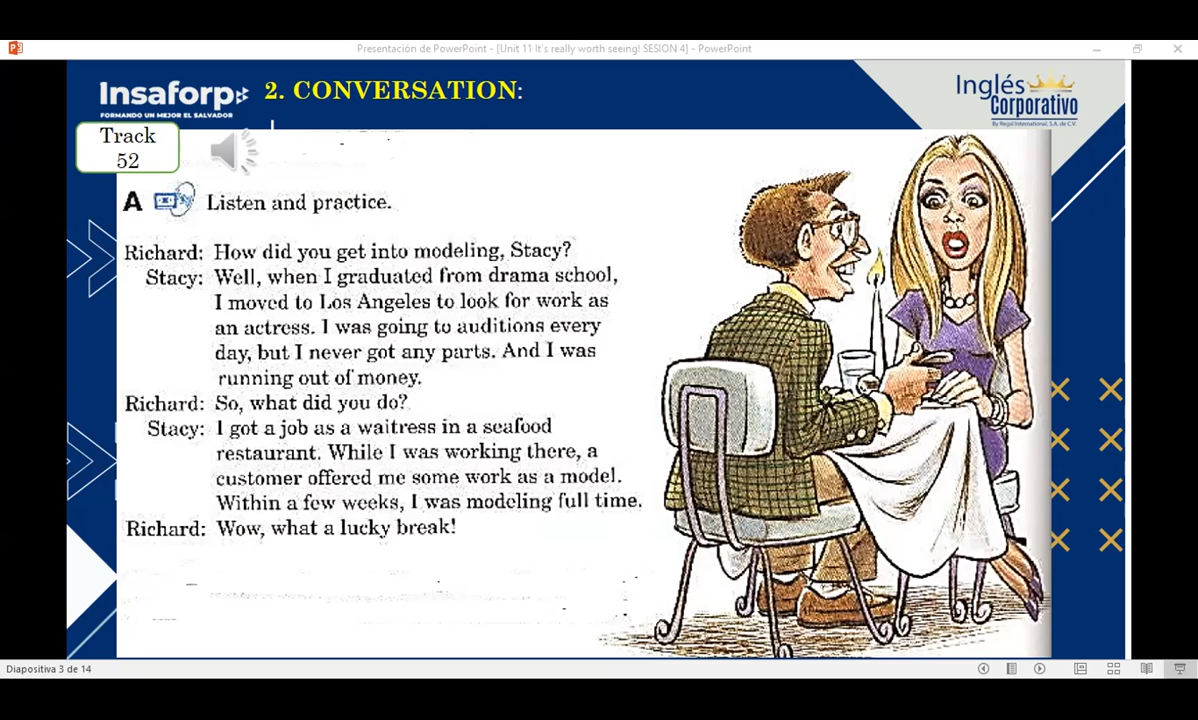 Presentación de PowerPoint - [Unit 11 It's really worth seeing! SESION 4] - PowerPoint
Insaforp
FORMANDO UN MEJOR EL SALVADOR
2. CONVERSATION:
Inglés
Corporativo
By Regal International, S.A. de C.V.
Track
52
A Listen and practice.
Richard: How did you get into modeling, Stacy?
Stacy: Well, when I graduated from drama school,
I moved to Los Angeles to look for work as
an actress. I was going to auditions every
day, but I never got any parts. And I was
running out of money.
Richard: So, what did you do?
Stacy: I got a job as a waitress in a seafood
restaurant. While I was working there, a
customer offered me some work as a model.
Within a few weeks, I was modeling full time.
Richard: Wow, what a lucky break!
Diapositiva 3 de 14